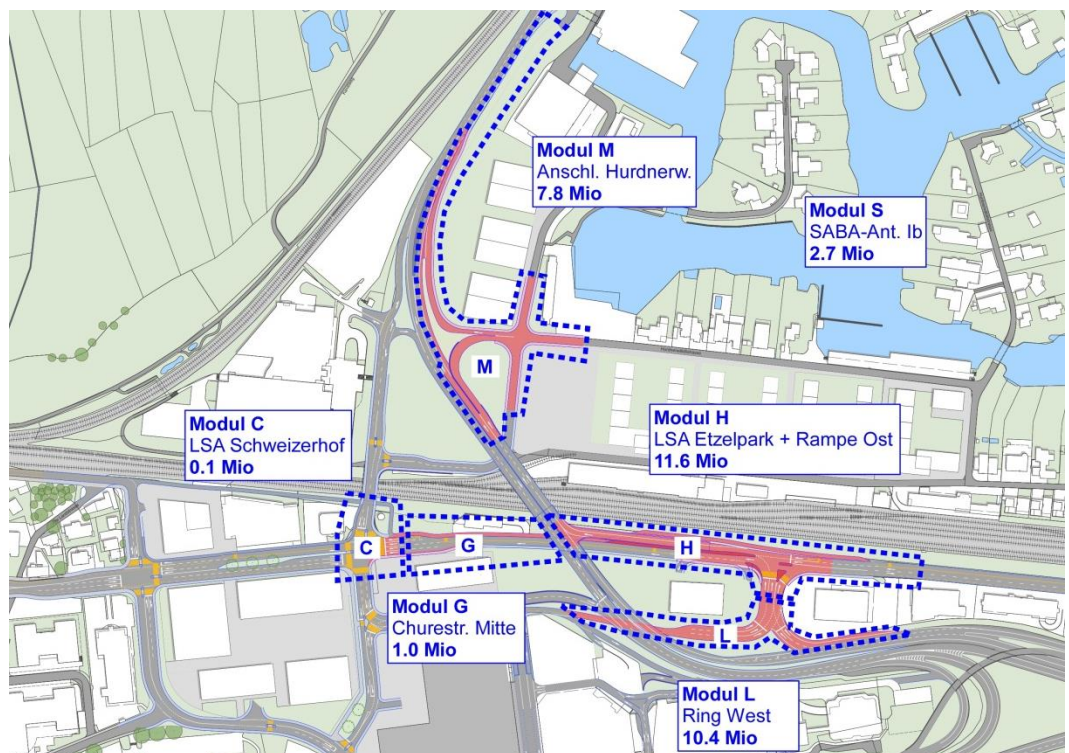 Modul M
Anschl. Hurdnerw.
7.8 Mio
Modul S
SABA-Ant. Ib
2.7 Mio
M
Modul C
LSA Schweizerhof
0.1 Mio
Modul H
LSA Etzelpark + Rampe Ost
11.6 Mio
C
G
H
Modul G
Churestr. Mitte
1.0 Mio
L
Modul L
Ring West
10.4 Mio